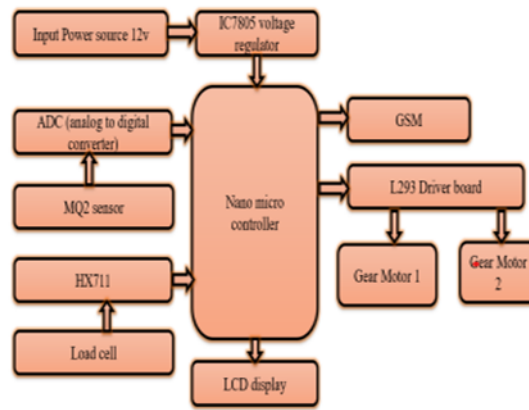 Input Power source 12v
IC7805 voltage
regulator
ADC (analog to digital
converter)
GSM
MQ2 sensor
Nano micro
controller
L293 Driver board
HX711
Gear Motor 1
Gear Motor
2
Load cell
LCD display